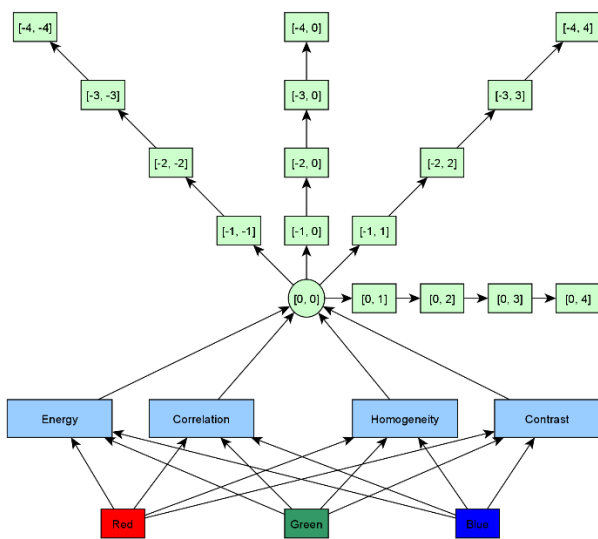 [-4, -4] [-4, 0] [-4, 4]
[-3, -3] [-3, 0] [-3, 3]
[-2, -2] [-2, 0] [-2, 2]
[-1, -1] [-1, 0] [-1, 1]
[0, 0] [0, 1] [0, 2] [0, 3] [0, 4]
Energy Correlation Homogeneity Contrast
Red Green Blue